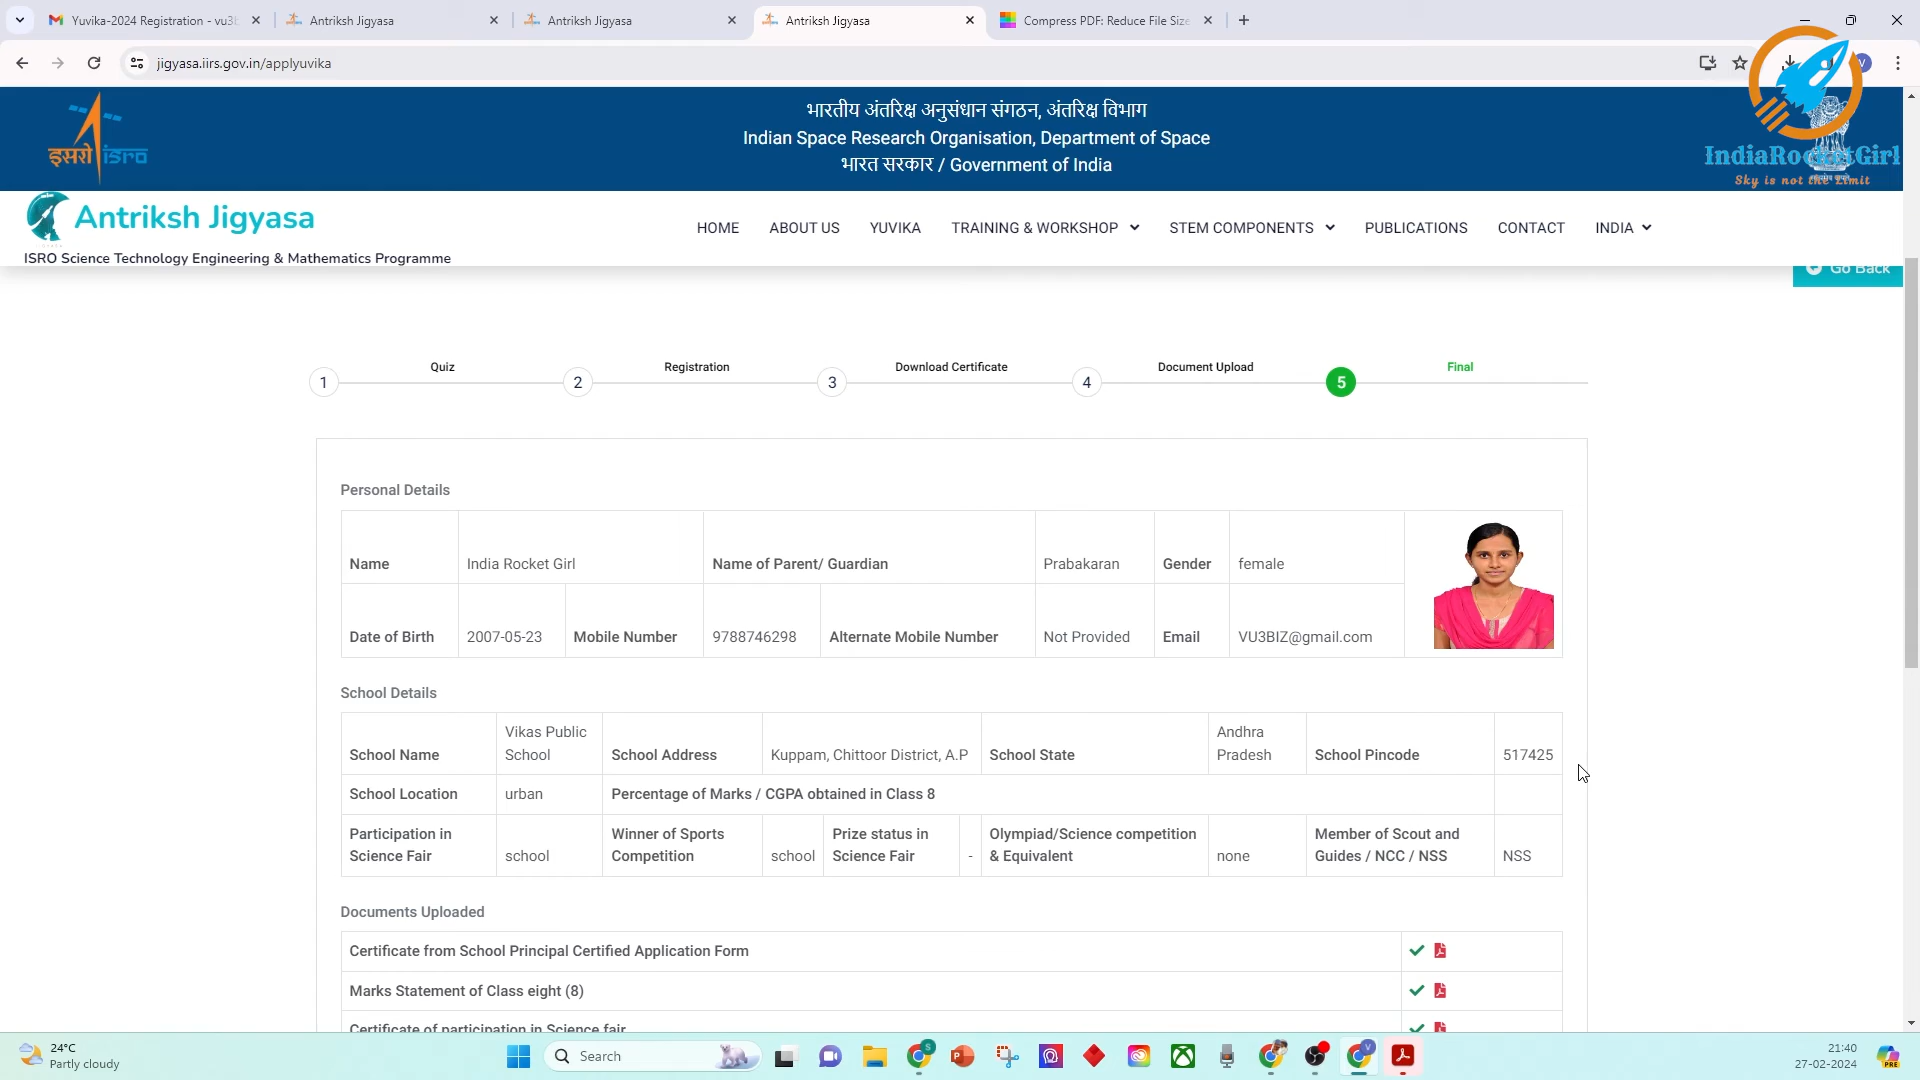 Yuvika-2024 Registration - vu3b
Antriksh Jigyasa
Antriksh Jigyasa
Antriksh Jigyasa
Compress PDF: Reduce File Size
jigyasa.iirs.gov.in/applyuvika
V
भारतीय अंतरिक्ष अनुसंधान संगठन, अंतरिक्ष विभाग
Indian Space Research Organisation, Department of Space
भारत सरकार / Government of India
इसरो isro
IndiaRocketGirl
Sky is not the Limit
Antriksh Jigyasa
ISRO Science Technology Engineering & Mathematics Programme
HOME ABOUT US YUVIKA TRAINING & WORKSHOP STEM COMPONENTS PUBLICATIONS CONTACT INDIA
Go Back
Quiz Registration Download Certificate Document Upload Final
1 2 3 4 5
Personal Details
Name India Rocket Girl Name of Parent/ Guardian Prabakaran Gender female
Date of Birth 2007-05-23 Mobile Number 9788746298 Alternate Mobile Number Not Provided Email VU3BIZ@gmail.com
School Details
School Name Vikas Public School School Address Kuppam, Chittoor District, A.P School State Andhra Pradesh School Pincode 517425
School Location urban Percentage of Marks / CGPA obtained in Class 8
Participation in Science Fair school Winner of Sports Competition school Prize status in Science Fair - Olympiad/Science competition & Equivalent none Member of Scout and Guides / NCC / NSS NSS
Documents Uploaded
Certificate from School Principal Certified Application Form
Marks Statement of Class eight (8)
Certificate of participation in Science fair
24°C
Partly cloudy
Search
21:40
27-02-2024